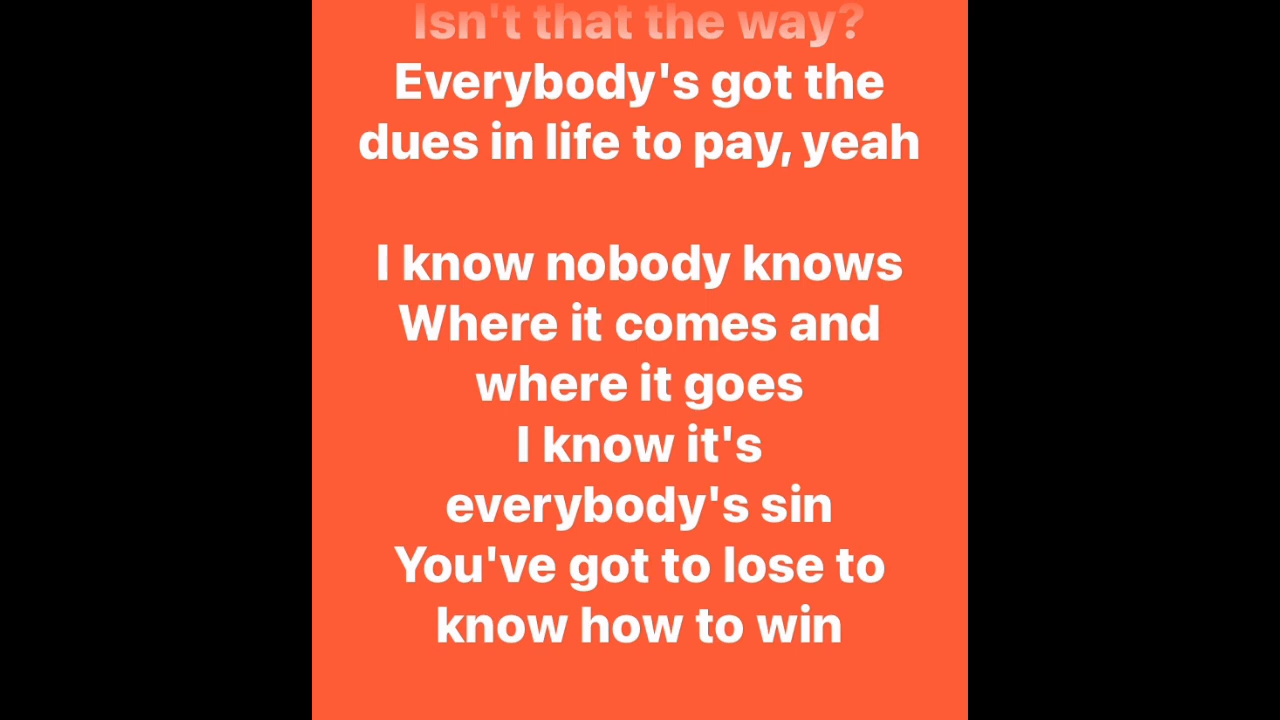 Isn't that the way?
Everybody's got the
dues in life to pay, yeah
I know nobody knows
Where it comes and
where it goes
I know it's
everybody's sin
You've got to lose to
know how to win